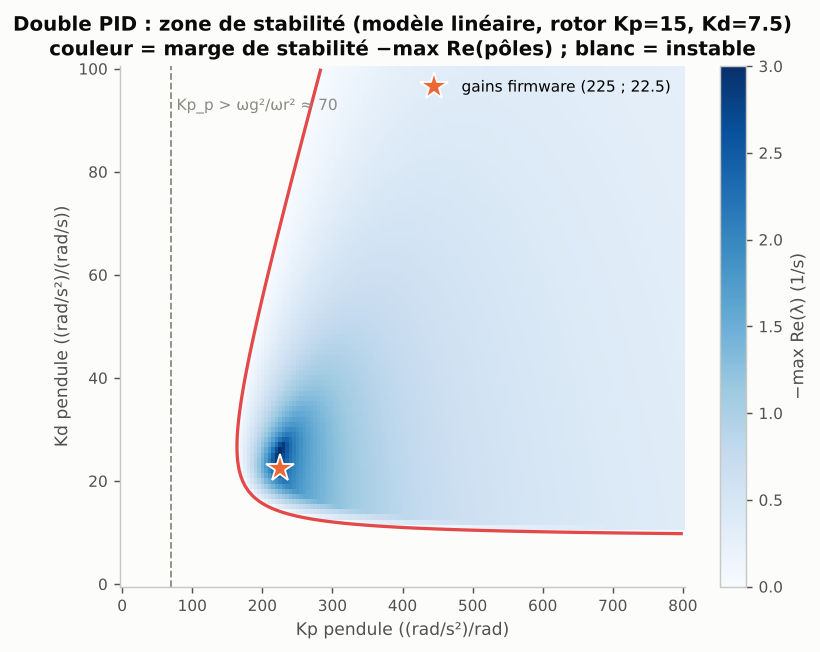 Double PID : zone de stabilité (modèle linéaire, rotor Kp=15, Kd=7.5)
couleur = marge de stabilité −max Re(pôles) ; blanc = instable
gains firmware (225 ; 22.5)
Kp_p > ωg²/ωr² ≈ 70
100
80
60
40
20
0
Kd pendule ((rad/s²)/(rad/s))
0 100 200 300 400 500 600 700 800
Kp pendule ((rad/s²)/rad)
3.0
2.5
2.0
1.5
1.0
0.5
0.0
−max Re(λ) (1/s)